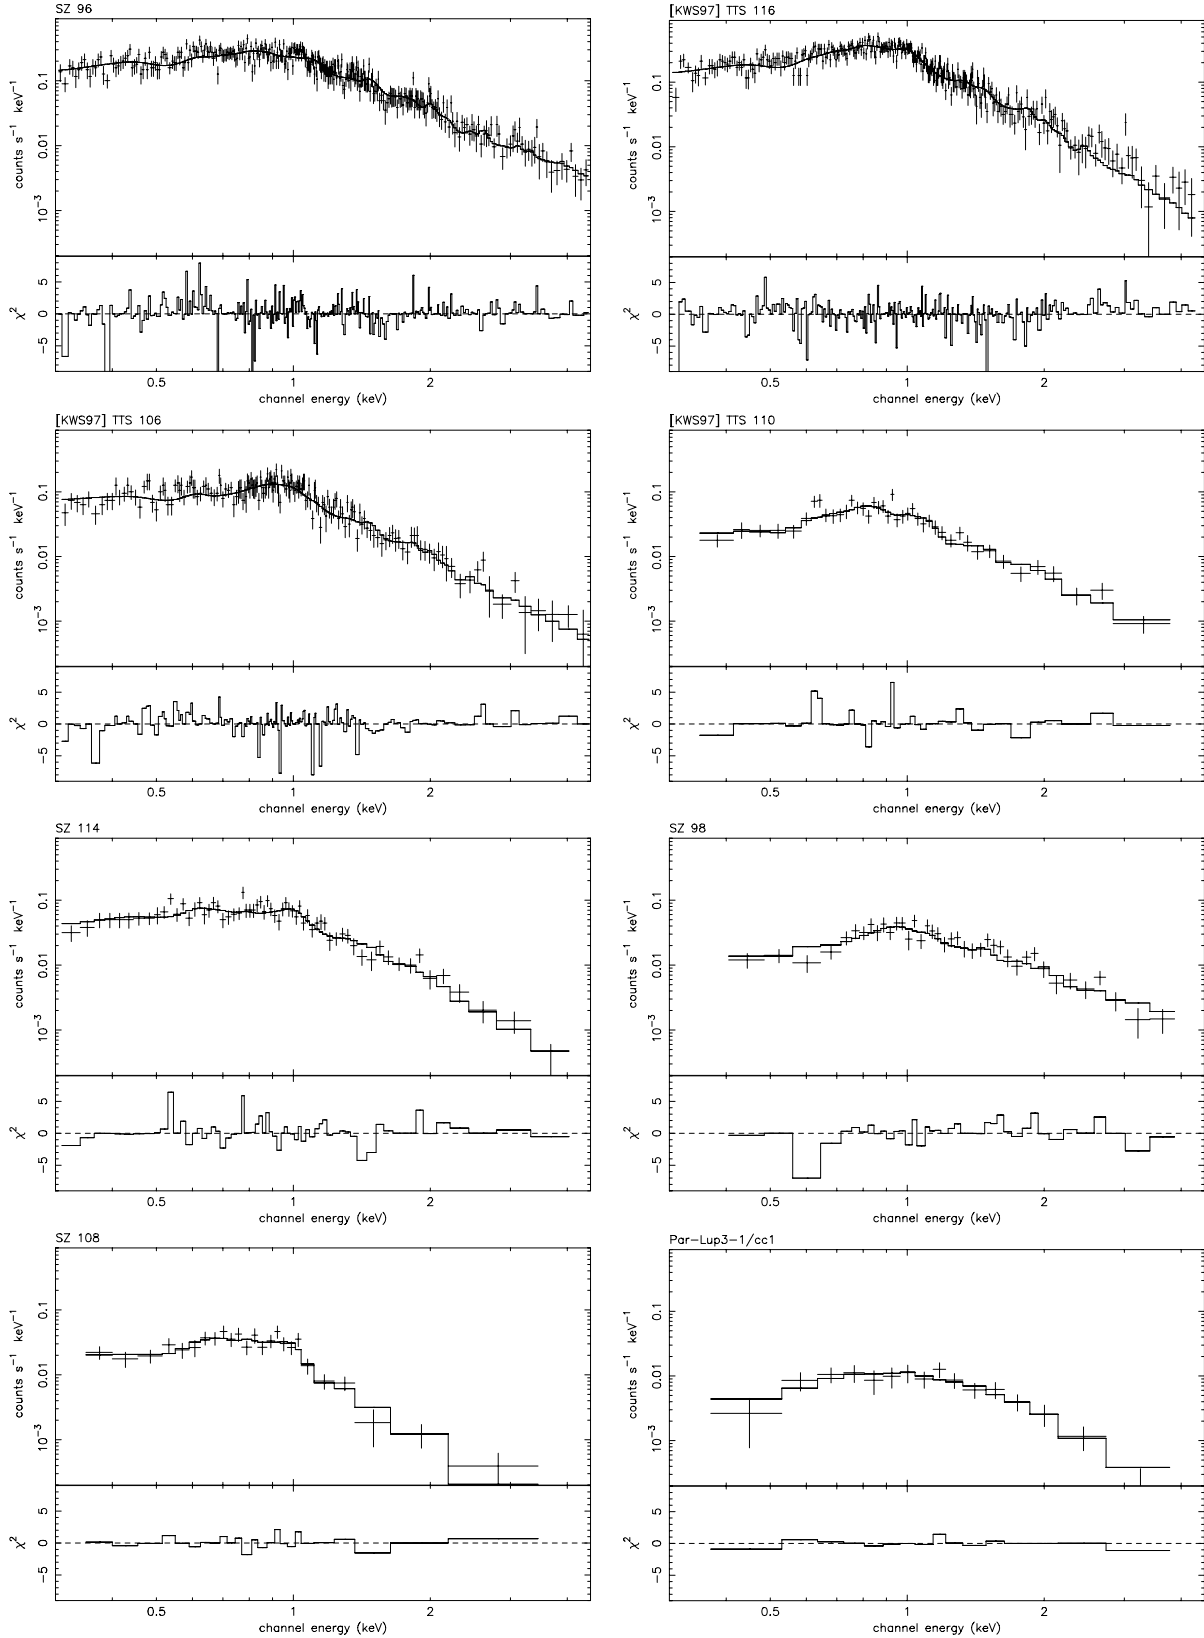 SZ 96
counts s⁻¹ keV⁻¹
0.1
0.01
10⁻³
χ²
5
0
−5
0.5 1 2
channel energy (keV)
[KWS97] TTS 116
counts s⁻¹ keV⁻¹
0.1
0.01
10⁻³
χ²
5
0
−5
0.5 1 2
channel energy (keV)
[KWS97] TTS 106
counts s⁻¹ keV⁻¹
0.1
0.01
10⁻³
χ²
5
0
−5
0.5 1 2
channel energy (keV)
[KWS97] TTS 110
counts s⁻¹ keV⁻¹
0.1
0.01
10⁻³
χ²
5
0
−5
0.5 1 2
channel energy (keV)
SZ 114
counts s⁻¹ keV⁻¹
0.1
0.01
10⁻³
χ²
5
0
−5
0.5 1 2
channel energy (keV)
SZ 98
counts s⁻¹ keV⁻¹
0.1
0.01
10⁻³
χ²
5
0
−5
0.5 1 2
channel energy (keV)
SZ 108
counts s⁻¹ keV⁻¹
0.1
0.01
10⁻³
χ²
5
0
−5
0.5 1 2
channel energy (keV)
Par−Lup3−1/cc1
counts s⁻¹ keV⁻¹
0.1
0.01
10⁻³
χ²
5
0
−5
0.5 1 2
channel energy (keV)